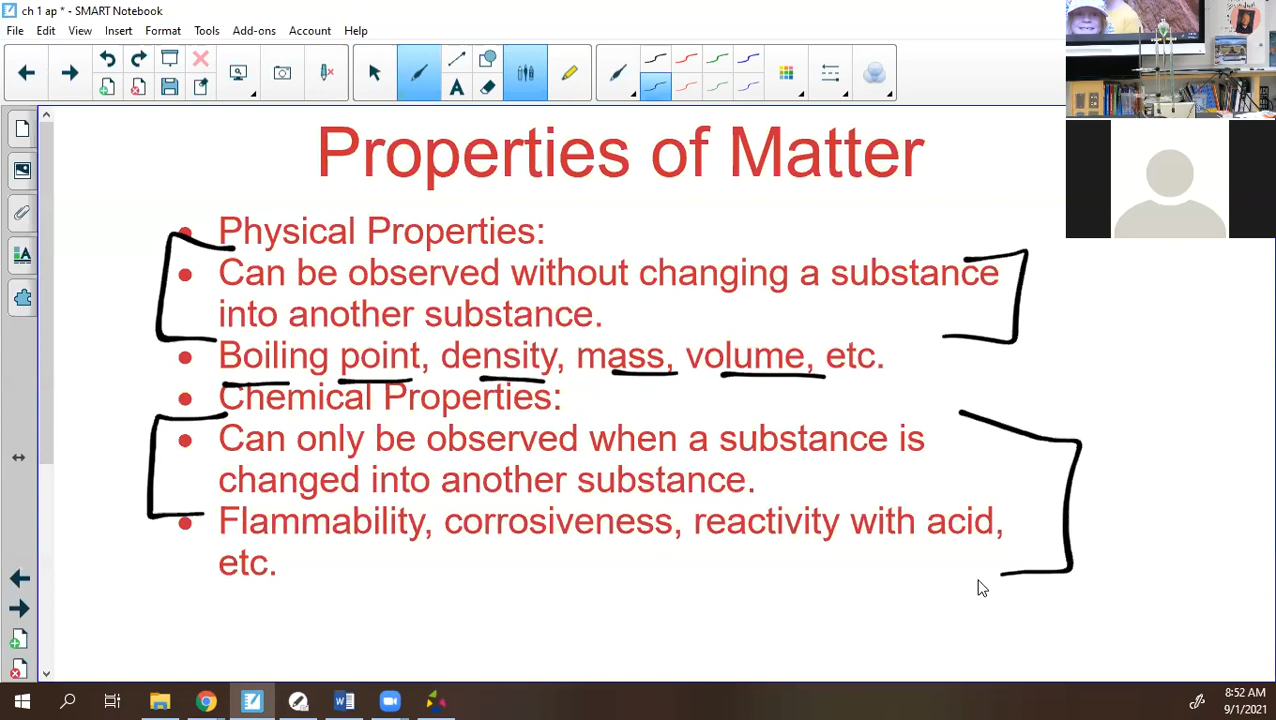 ch 1 ap * - SMART Notebook
File Edit View Insert Format Tools Add-ons Account Help
Properties of Matter
Physical Properties:
Can be observed without changing a substance
into another substance.
Boiling point, density, mass, volume, etc.
Chemical Properties:
Can only be observed when a substance is
changed into another substance.
Flammability, corrosiveness, reactivity with acid,
etc.
8:52 AM
9/1/2021